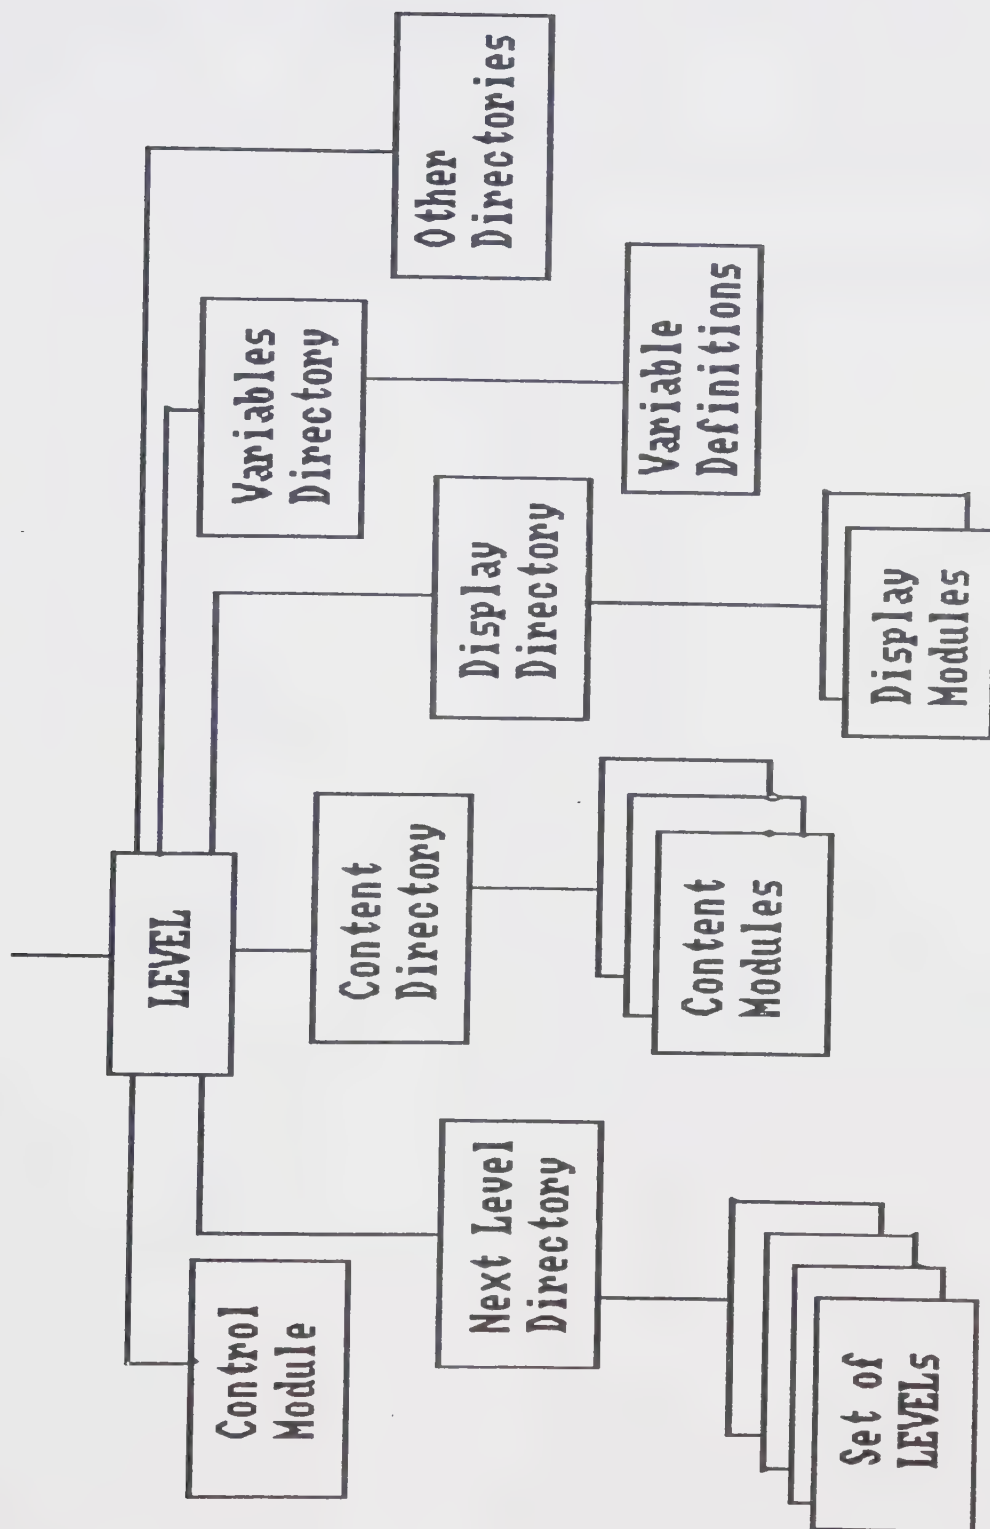 LEVEL
Control
Module
Next Level
Directory
Set of
LEVELs
Content
Directory
Content
Modules
Display
Directory
Display
Modules
Variables
Directory
Variable
Definitions
Other
Directories